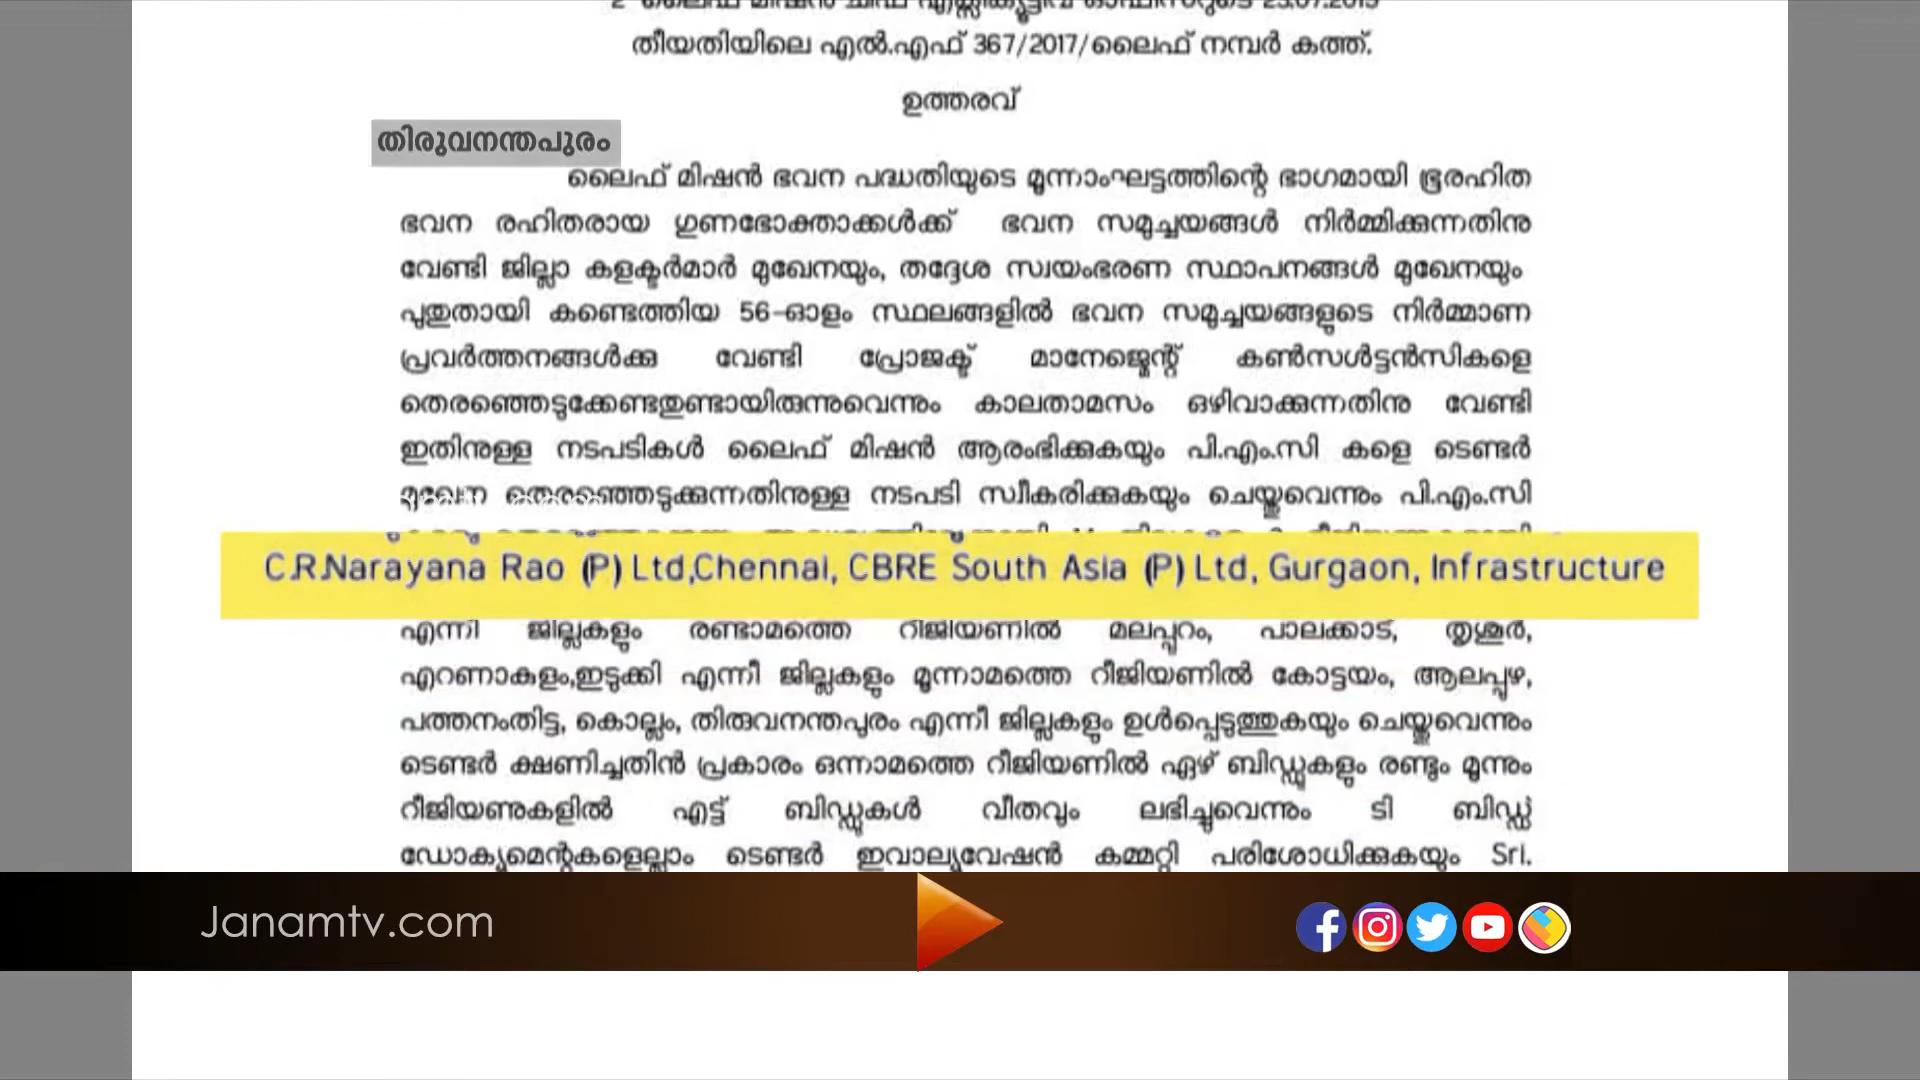 2 ലൈഫ് മിഷൻ ചീഫ് എക്സിക്യൂട്ടീവ് ഓഫീസറുടെ
തീയതിയിലെ എൽ.എഫ് 367/2017/ലൈഫ് നമ്പർ കത്ത്.
ഉത്തരവ്
തിരുവനന്തപുരം
ലൈഫ് മിഷൻ ഭവന പദ്ധതിയുടെ മൂന്നാംഘട്ടത്തിന്റെ ഭാഗമായി ഭൂരഹിത
ഭവന രഹിതരായ ഗുണഭോക്താക്കൾക്ക് ഭവന സമുച്ചയങ്ങൾ നിർമ്മിക്കുന്നതിനു
വേണ്ടി ജില്ലാ കളക്ടർമാർ മുഖേനയും, തദ്ദേശ സ്വയംഭരണ സ്ഥാപനങ്ങൾ മുഖേനയും
പുതുതായി കണ്ടെത്തിയ 56-ഓളം സ്ഥലങ്ങളിൽ ഭവന സമുച്ചയങ്ങളുടെ നിർമ്മാണ
പ്രവർത്തനങ്ങൾക്കു വേണ്ടി പ്രോജക്ട് മാനേജ്മെന്റ് കൺസൾട്ടൻസികളെ
തെരഞ്ഞെടുക്കേണ്ടതുണ്ടായിരുന്നുവെന്നും കാലതാമസം ഒഴിവാക്കുന്നതിനു വേണ്ടി
ഇതിനുള്ള നടപടികൾ ലൈഫ് മിഷൻ ആരംഭിക്കുകയും പി.എം.സി കളെ ടെണ്ടർ
മുഖേന തെരഞ്ഞെടുക്കുന്നതിനുള്ള നടപടി സ്വീകരിക്കുകയും ചെയ്തുവെന്നും പി.എം.സി
C.R.Narayana Rao (P) Ltd,Chennai, CBRE South Asia (P) Ltd, Gurgaon, Infrastructure
എന്നീ ജില്ലകളും രണ്ടാമത്തെ റീജിയണിൽ മലപ്പുറം, പാലക്കാട്, തൃശൂർ,
എറണാകുളം,ഇടുക്കി എന്നീ ജില്ലകളും മൂന്നാമത്തെ റീജിയണിൽ കോട്ടയം, ആലപ്പുഴ,
പത്തനംതിട്ട, കൊല്ലം, തിരുവനന്തപുരം എന്നീ ജില്ലകളും ഉൾപ്പെടുത്തുകയും ചെയ്തുവെന്നും
ടെണ്ടർ ക്ഷണിച്ചതിൻ പ്രകാരം ഒന്നാമത്തെ റീജിയണിൽ ഏഴ് ബിഡ്ഡുകളും രണ്ടും മൂന്നും
റീജിയണുകളിൽ എട്ട് ബിഡ്ഡുകൾ വീതവും ലഭിച്ചുവെന്നും ടി ബിഡ്ഡ്
ഡോക്യുമെന്റുകളെല്ലാം ടെണ്ടർ ഇവാല്യുവേഷൻ കമ്മറ്റി പരിശോധിക്കുകയും Sri.
Janamtv.com